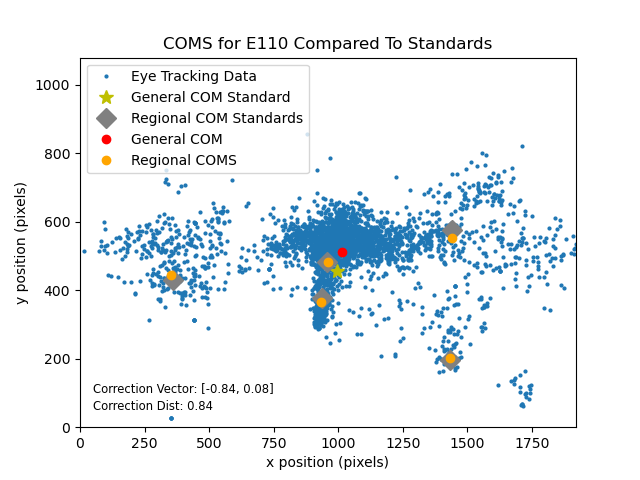 COMS for E110 Compared To Standards
Eye Tracking Data
General COM Standard
Regional COM Standards
General COM
Regional COMS
1000
800
600
400
200
0
y position (pixels)
Correction Vector: [-0.84, 0.08]
Correction Dist: 0.84
0 250 500 750 1000 1250 1500 1750
x position (pixels)